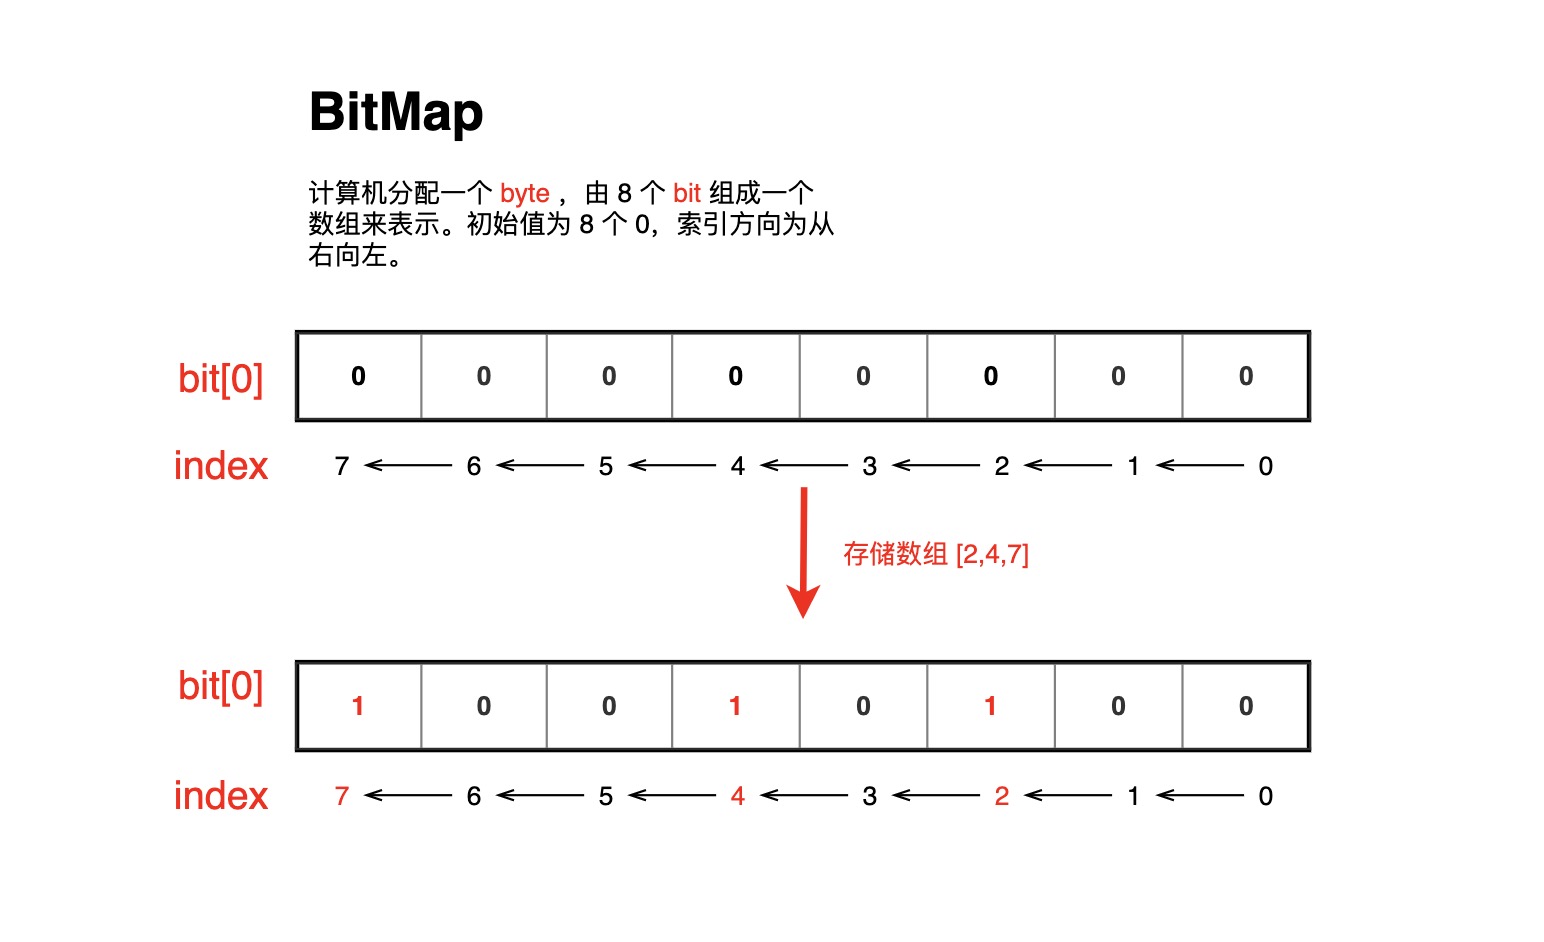 BitMap
计算机分配一个 byte ，由 8 个 bit 组成一个
数组来表示。初始值为 8 个 0，索引方向为从
右向左。
bit[0] 0 0 0 0 0 0 0 0
index 7 6 5 4 3 2 1 0
存储数组 [2,4,7]
bit[0] 1 0 0 1 0 1 0 0
index 7 6 5 4 3 2 1 0